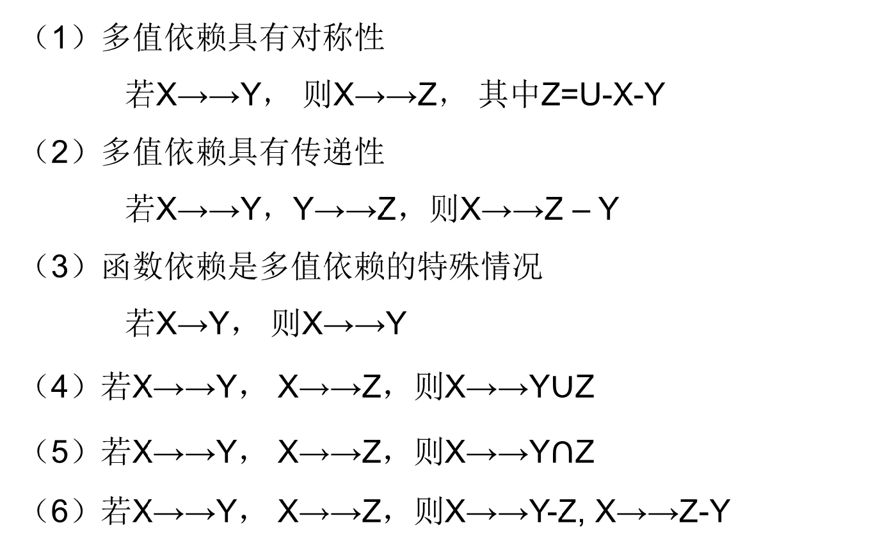 （1）多值依赖具有对称性
若X→→Y， 则X→→Z， 其中Z=U-X-Y
（2）多值依赖具有传递性
若X→→Y，Y→→Z，则X→→Z – Y
（3）函数依赖是多值依赖的特殊情况
若X→Y， 则X→→Y
（4）若X→→Y， X→→Z，则X→→Y∪Z
（5）若X→→Y， X→→Z，则X→→Y∩Z
（6）若X→→Y， X→→Z，则X→→Y-Z, X→→Z-Y